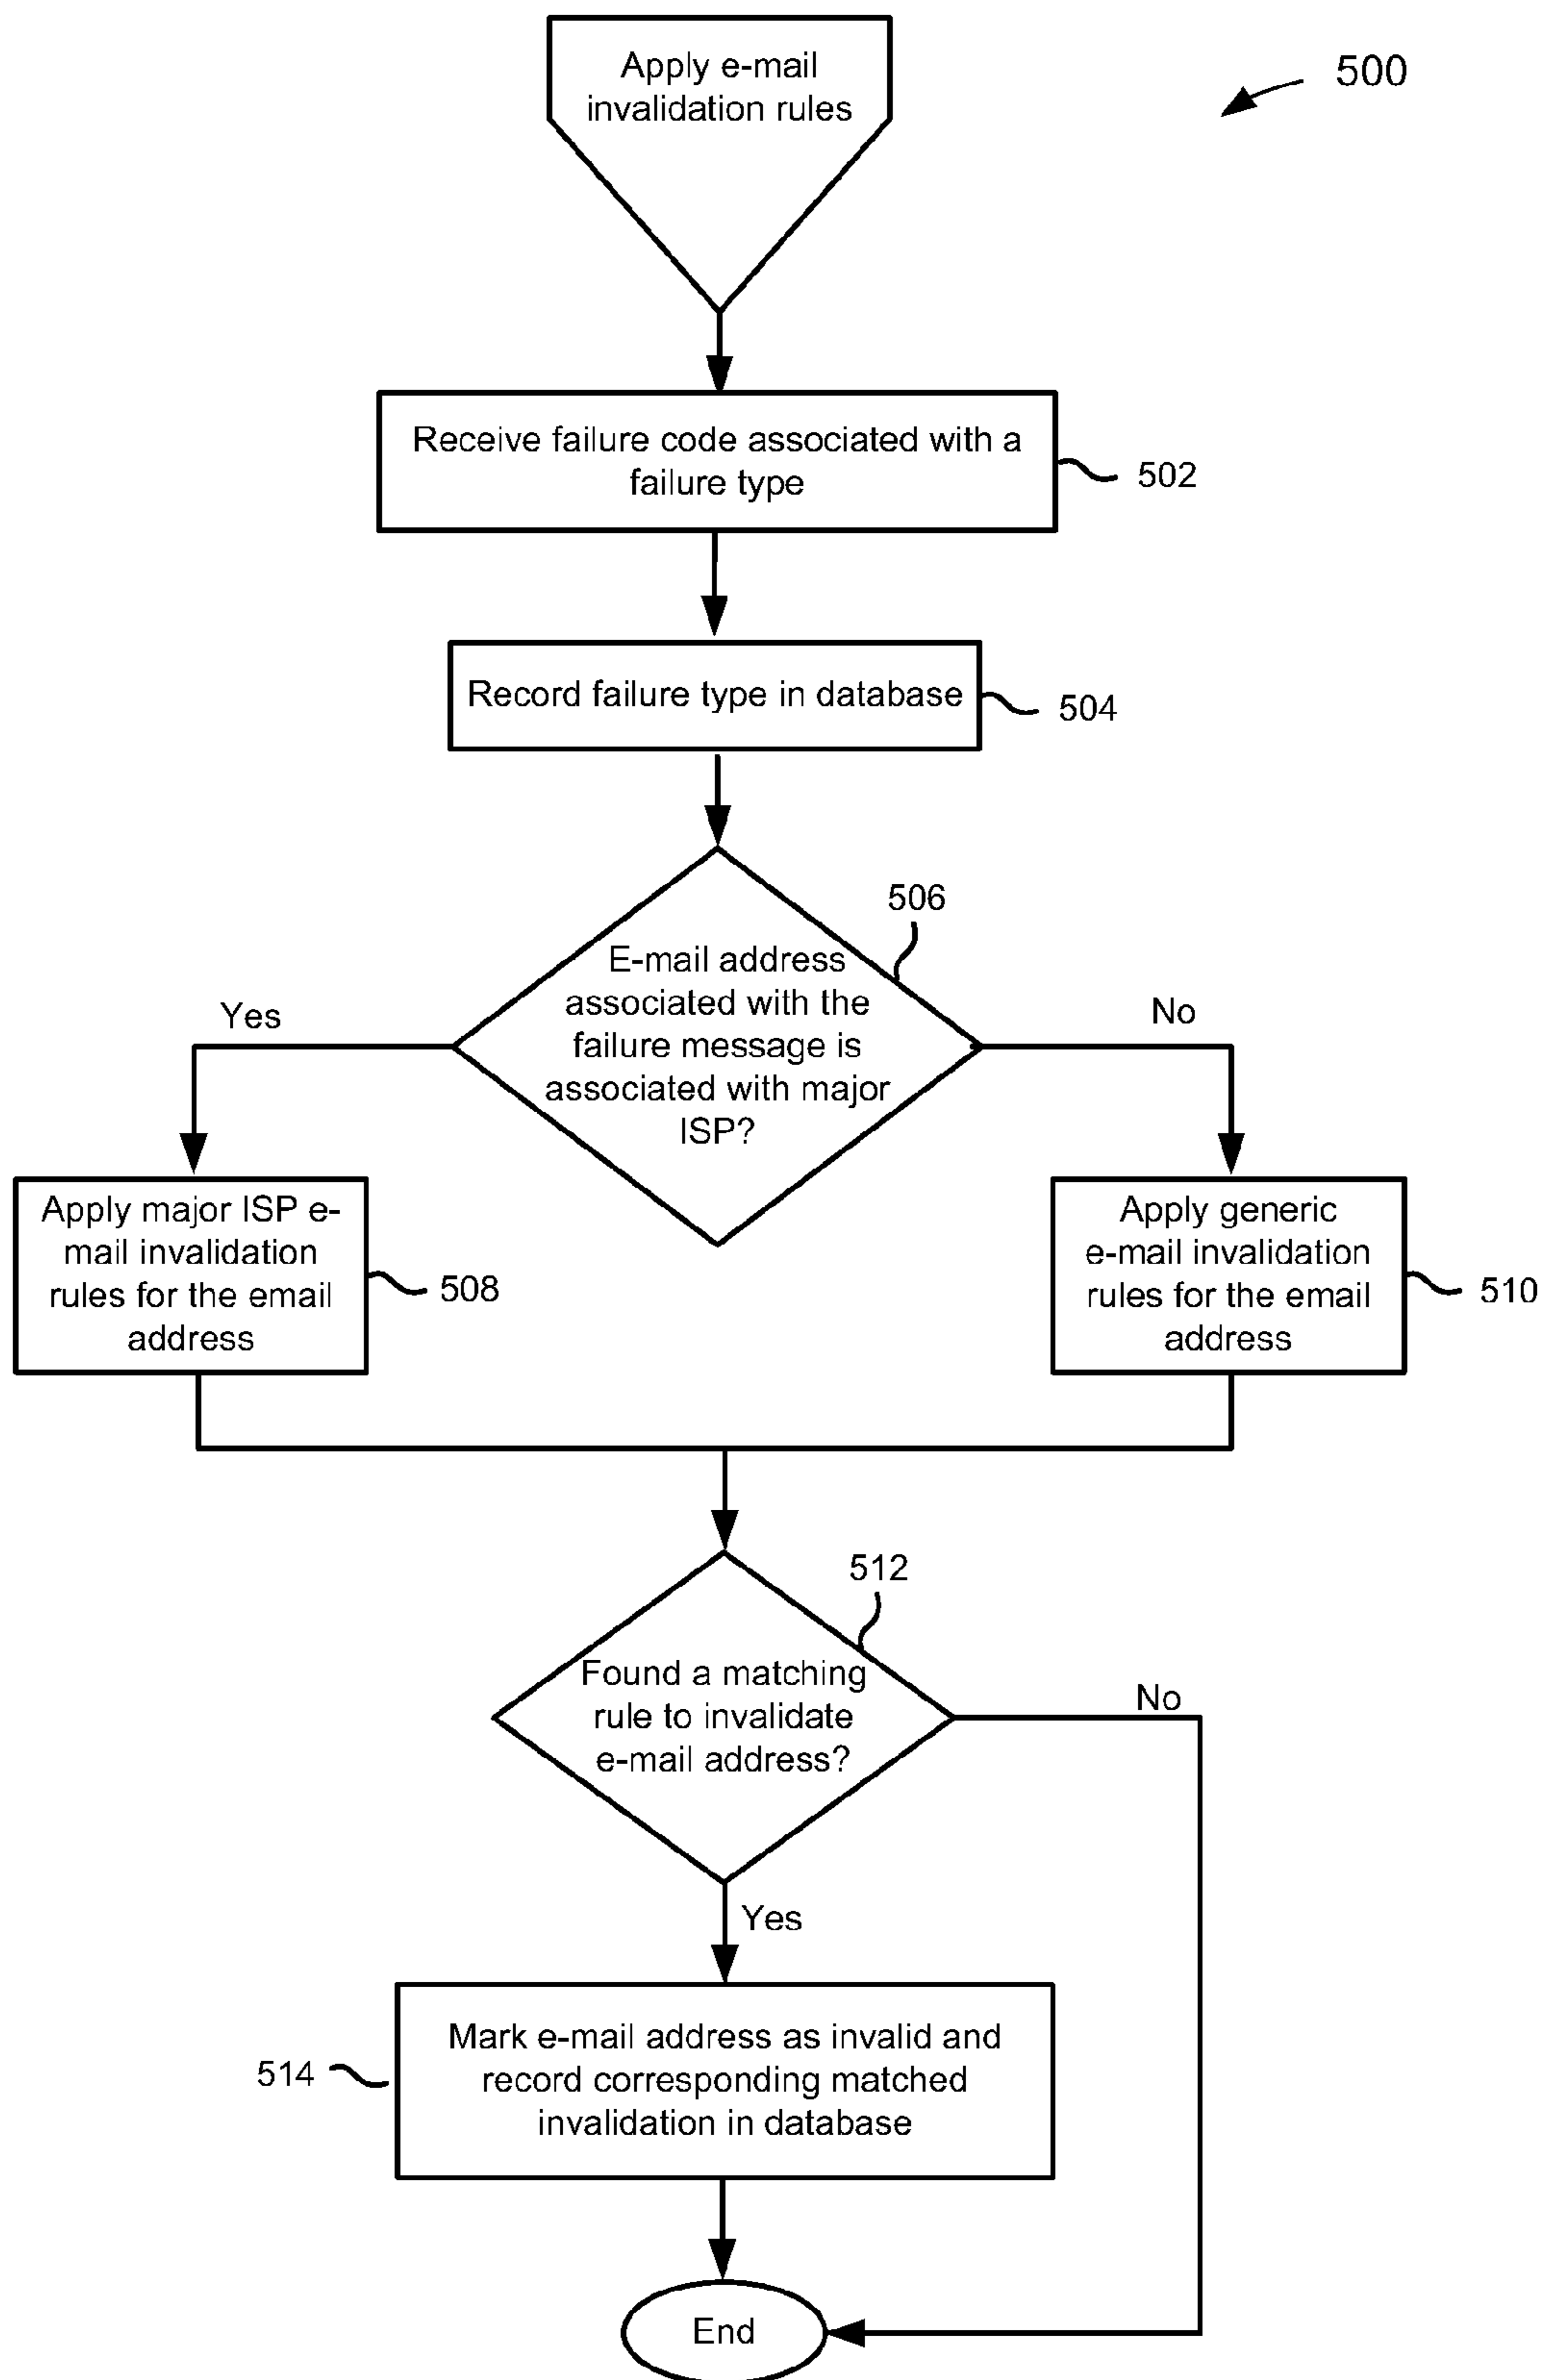 Apply e-mail
invalidation rules
500
Receive failure code associated with a
failure type
502
Record failure type in database
504
506
E-mail address
associated with the
failure message is
associated with major
ISP?
Yes
No
Apply major ISP e-
mail invalidation
rules for the email
address
508
Apply generic
e-mail invalidation
rules for the email
address
510
512
Found a matching
rule to invalidate
e-mail address?
No
Yes
Mark e-mail address as invalid and
record corresponding matched
invalidation in database
514
End